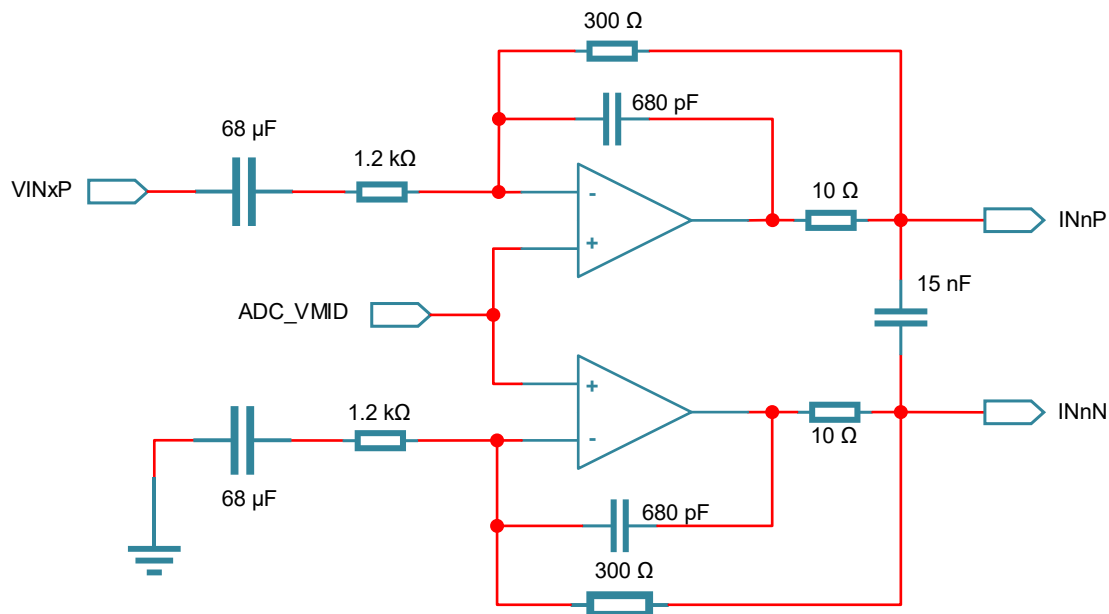 300 Ω
680 pF
68 µF
1.2 kΩ
VINxP
-
+
10 Ω
INnP
ADC_VMID
15 nF
+
-
1.2 kΩ
10 Ω
INnN
68 µF
680 pF
300 Ω